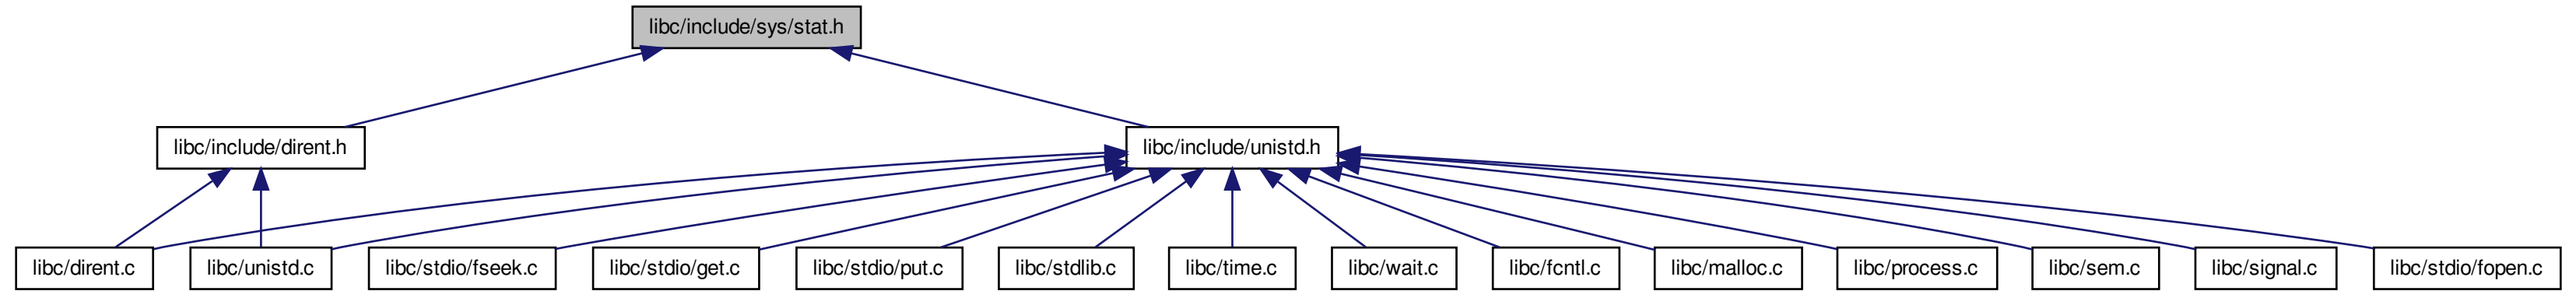 libc/include/sys/stat.h
libc/include/dirent.h
libc/include/unistd.h
libc/dirent.c
libc/unistd.c
libc/stdio/fseek.c
libc/stdio/get.c
libc/stdio/put.c
libc/stdlib.c
libc/time.c
libc/wait.c
libc/fcntl.c
libc/malloc.c
libc/process.c
libc/sem.c
libc/signal.c
libc/stdio/fopen.c